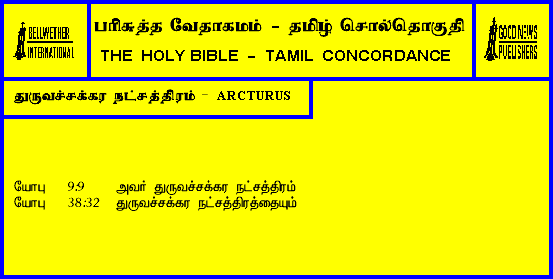 BELLWETHER
INTERNATIONAL
பரிசுத்த வேதாகமம் - தமிழ் சொல்தொகுதி
THE HOLY BIBLE - TAMIL CONCORDANCE
GOOD NEWS
PUBLISHERS
துருவச்சக்கர நட்சத்திரம் - ARCTURUS
யோபு 9:9 அவர் துருவச்சக்கர நட்சத்திரம்
யோபு 38:32 துருவச்சக்கர நட்சத்திரத்தையும்